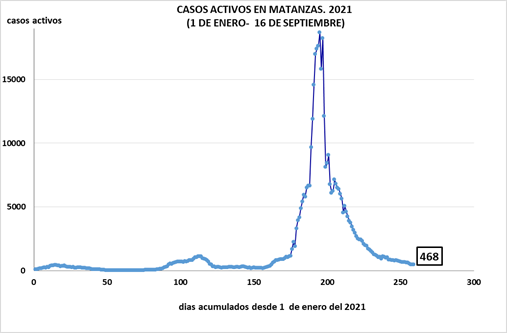 CASOS ACTIVOS EN MATANZAS. 2021
(1 DE ENERO-  16 DE SEPTIEMBRE)
casos activos
15000
10000
5000
0
468
0 50 100 150 200 250 300
dias acumulados desde 1  de enero del 2021